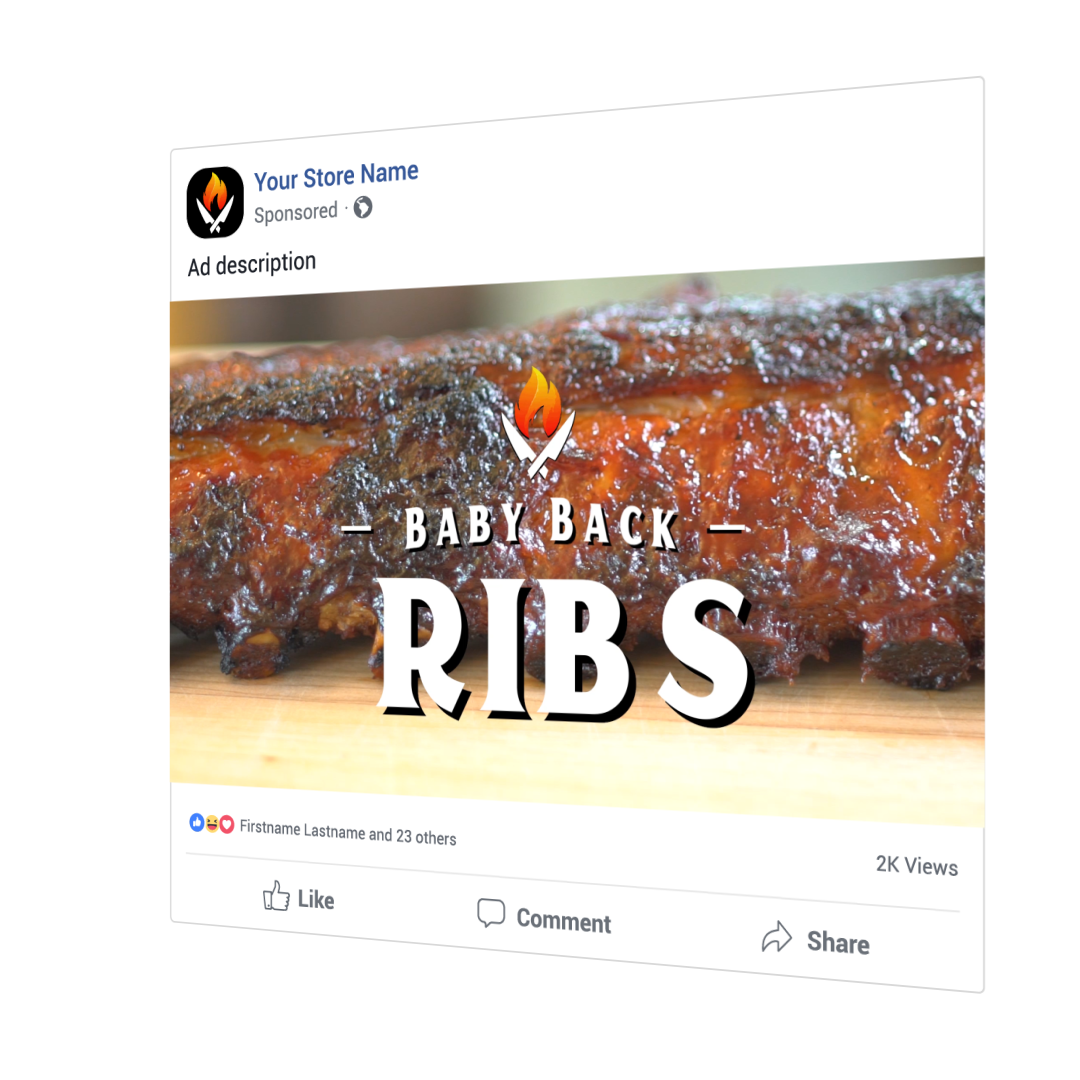 Your Store Name
Sponsored ·
Ad description
— BABY BACK —
RIBS
Firstname Lastname and 23 others
2K Views
Like
Comment
Share